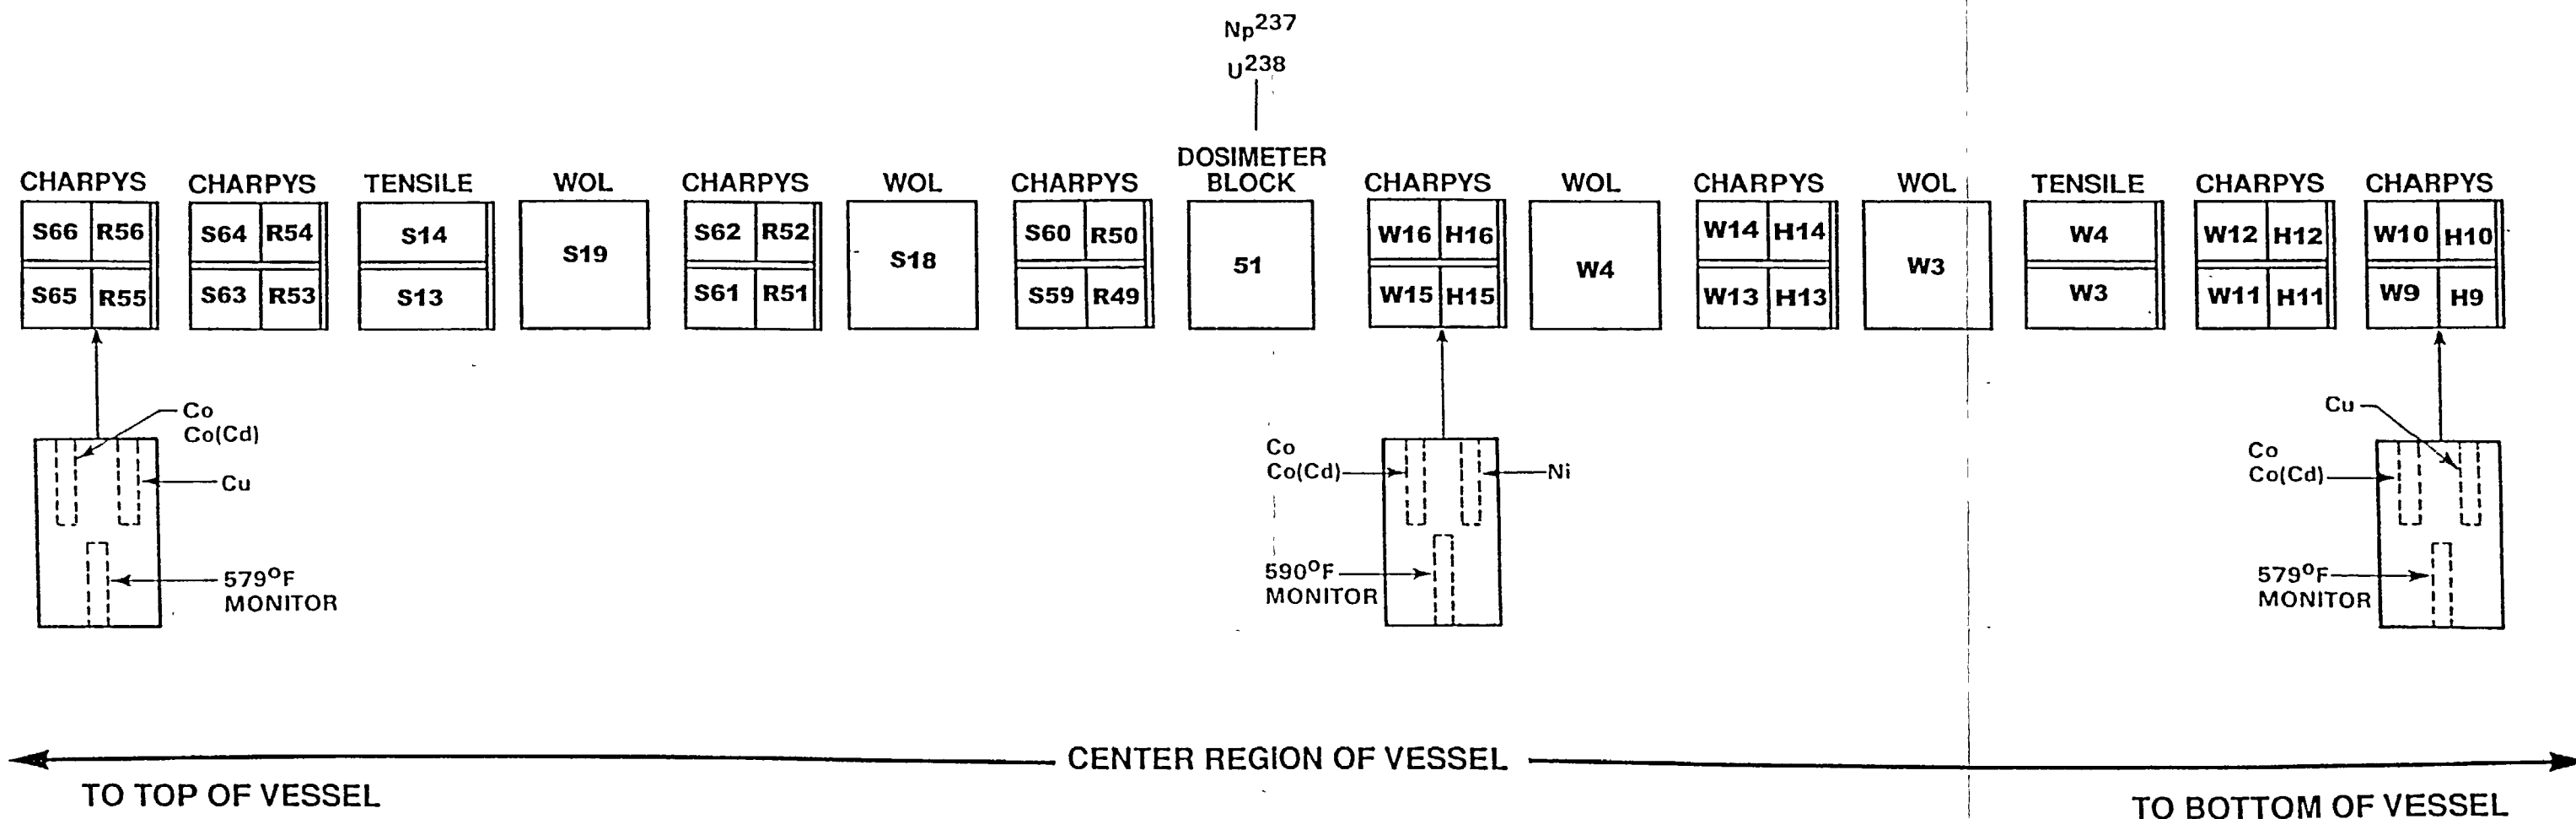 Np237
U238
DOSIMETER
CHARPYS CHARPYS TENSILE WOL CHARPYS WOL CHARPYS BLOCK CHARPYS WOL CHARPYS WOL TENSILE CHARPYS CHARPYS
S66 R56 S64 R54 S14 S19 S62 R52 S18 S60 R50 51 W16 H16 W4 W14 H14 W3 W4 W12 H12 W10 H10
S65 R55 S63 R53 S13 S61 R51 S59 R49 W15 H15 W13 H13 W3 W11 H11 W9 H9
Co
Co(Cd)
Cu
579°F
MONITOR
Co
Co(Cd)
Ni
590°F
MONITOR
Cu
Co
Co(Cd)
579°F
MONITOR
CENTER REGION OF VESSEL
TO TOP OF VESSEL
TO BOTTOM OF VESSEL